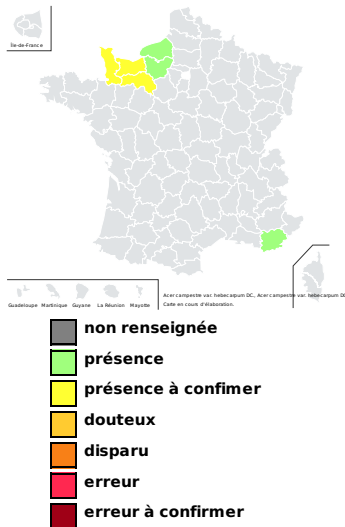 Île-de-France
Guadeloupe Martinique Guyane La Réunion Mayotte
Acer campestre var. hebecarpum DC, Acer campestre var. hebecarpum DC
Carte en cours d'élaboration.
non renseignée
présence
présence à confimer
douteux
disparu
erreur
erreur à confirmer